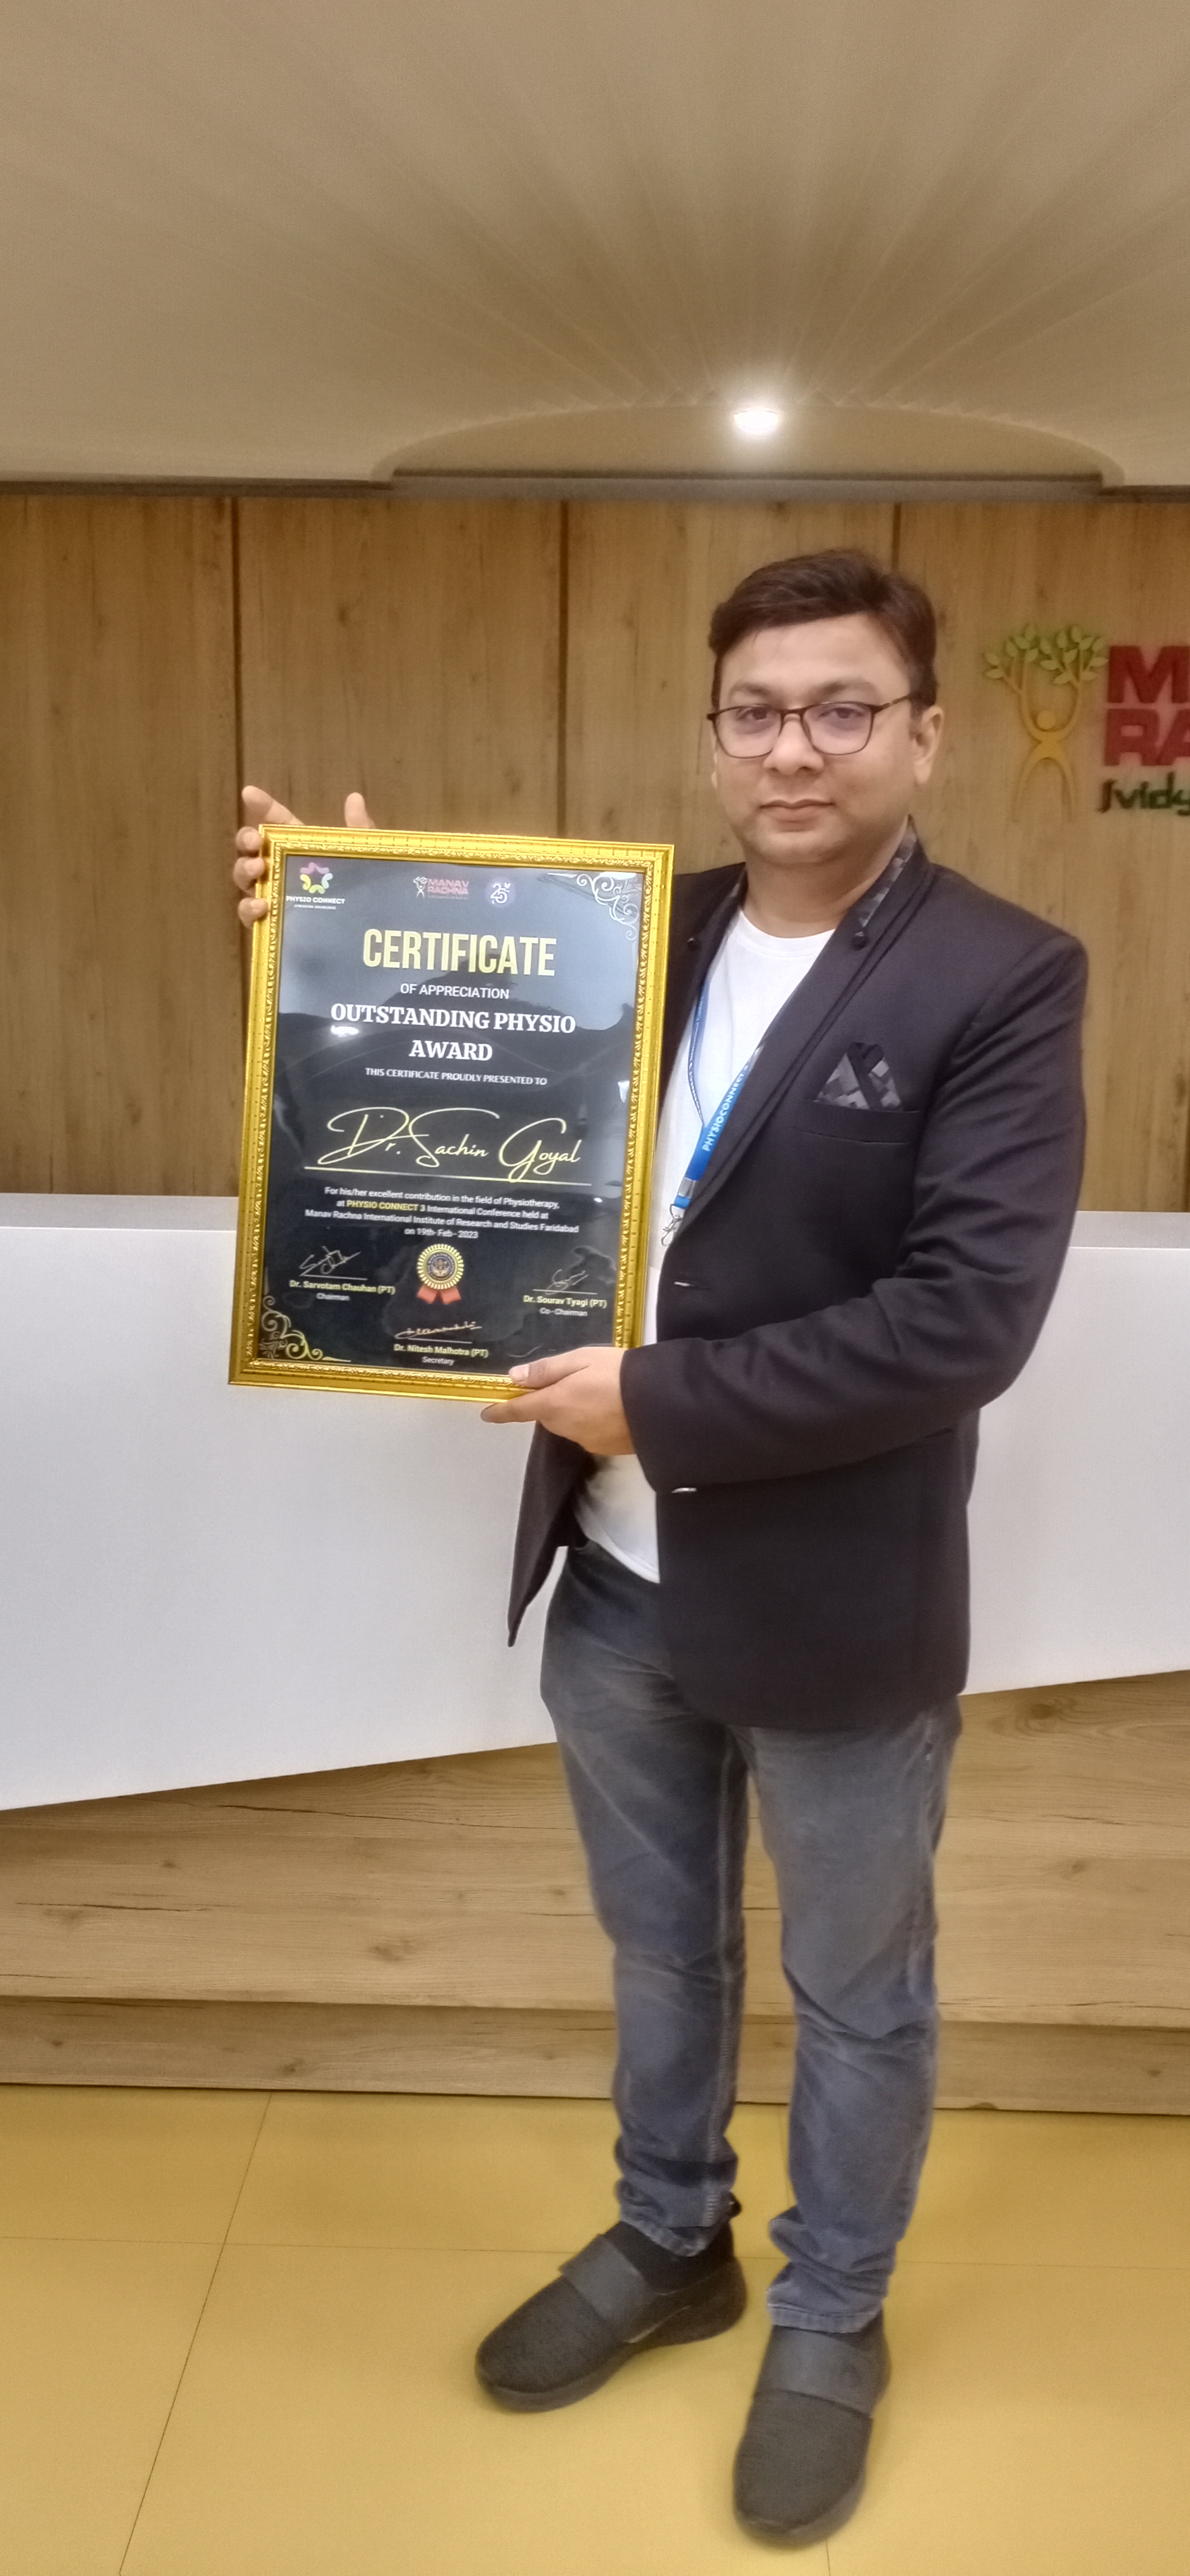 PHYSIO CONNECT
MANAV
RACHNA
25
CERTIFICATE
OF APPRECIATION
OUTSTANDING PHYSIO
AWARD
THIS CERTIFICATE PROUDLY PRESENTED TO
Dr. Sachin Goyal
For his/her excellent contribution in the field of Physiotherapy,
at PHYSIO CONNECT 3 International Conference held at
Manav Rachna International Institute of Research and Studies Faridabad
on 19th- Feb - 2023
Dr. Sarvotam Chauhan (PT)
Chairman
Dr. Sourav Tyagi (PT)
Co - Chairman
Dr. Nitesh Malhotra (PT)
Secretary
PHYSIOCONNECT
M
RA
vidy